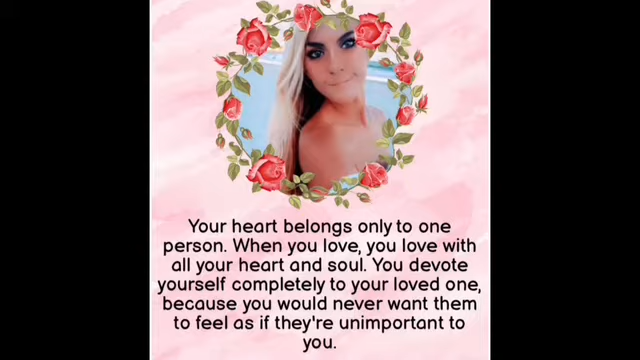 Your heart belongs only to one
person. When you love, you love with
all your heart and soul. You devote
yourself completely to your loved one,
because you would never want them
to feel as if they're unimportant to
you.